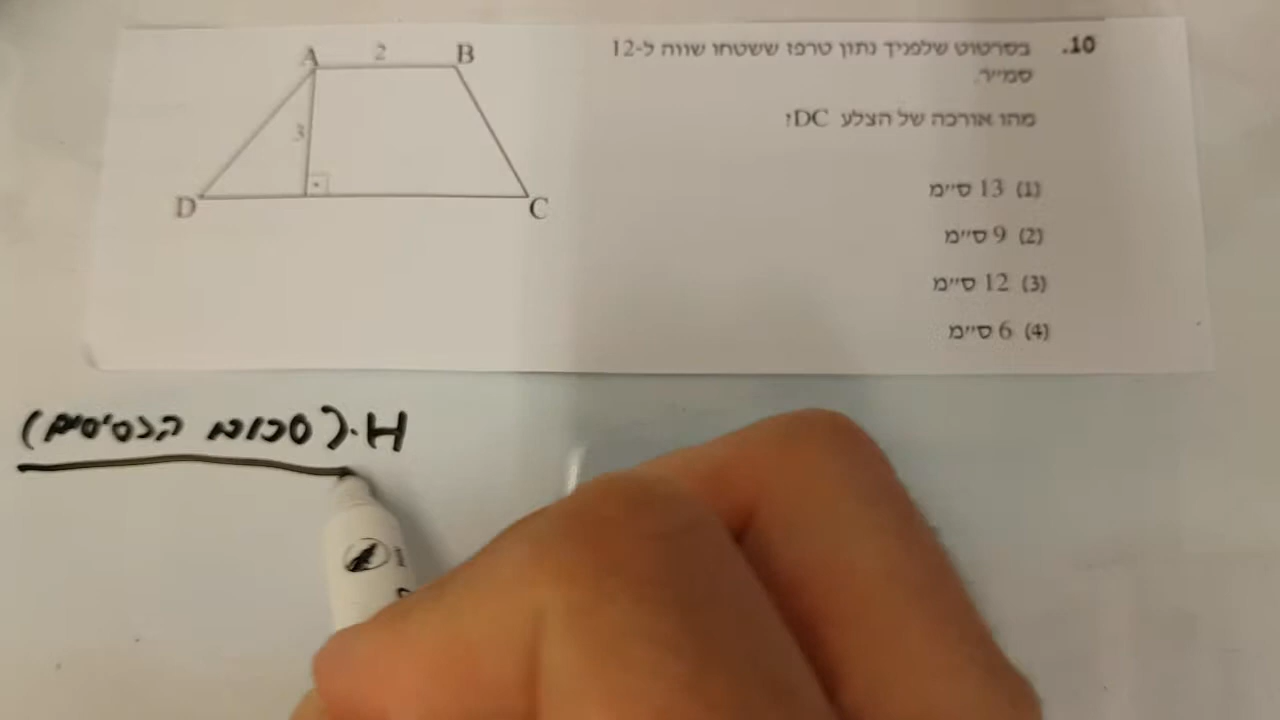 10. בסרטוט שלפניך נתון טרפז ששטחו שווה ל-12
סמ״ר.
מהו אורכה של הצלע DC?
(1) 13 ס״מ
(2) 9 ס״מ
(3) 12 ס״מ
(4) 6 ס״מ
A 2 B
3
D C
(סכום הבסיסים)·H